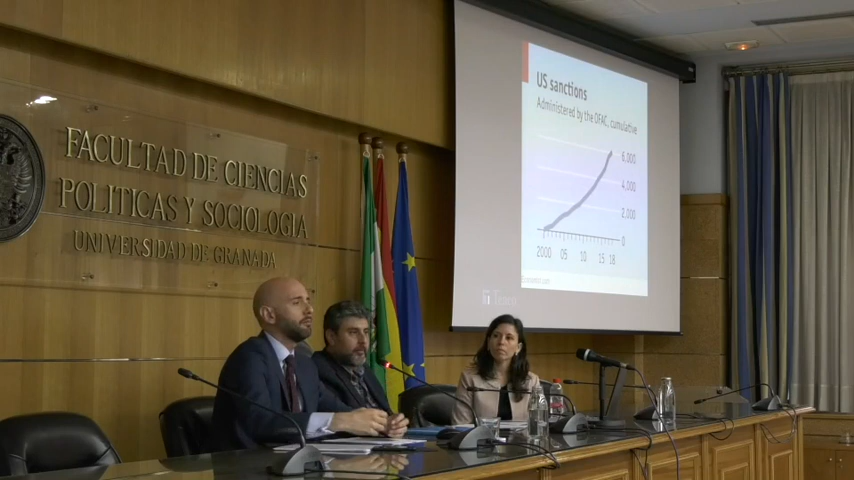 FACULTAD DE CIENCIAS
POLITICAS Y SOCIOLOGIA
UNIVERSIDAD DE GRANADA
US sanctions
Administered by the OFAC, cumulative
6,000
4,000
2,000
0
2000 05 10 15 18